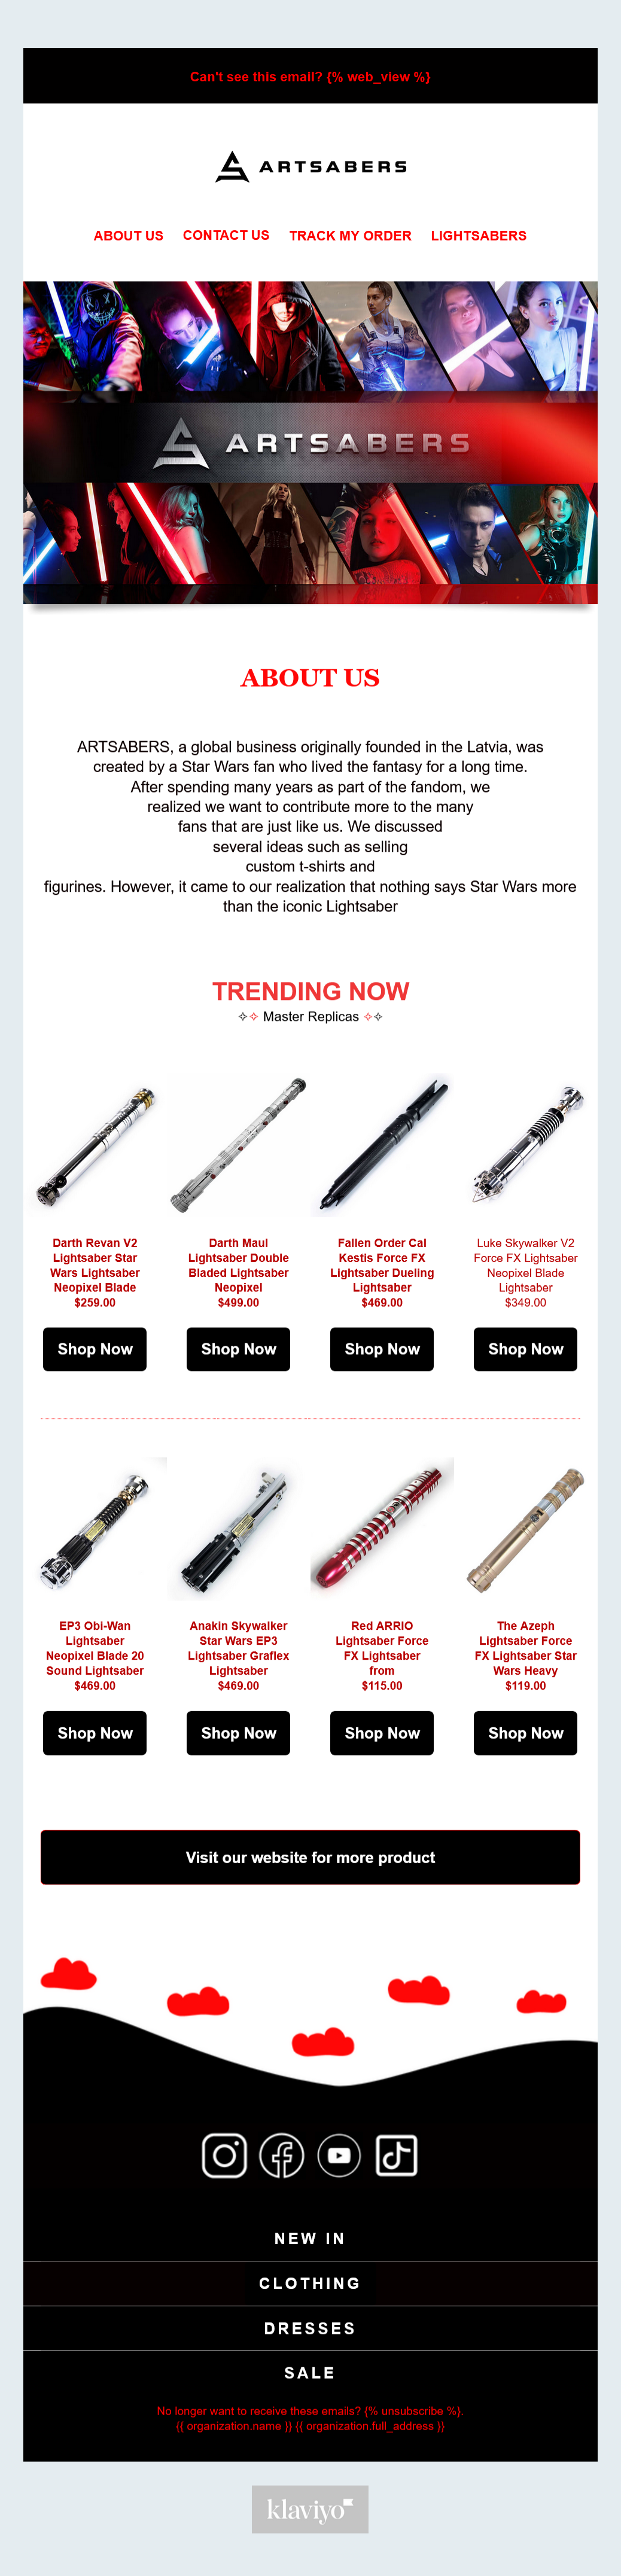 Can't see this email? {% web_view %}
ARTSABERS
ABOUT US CONTACT US TRACK MY ORDER LIGHTSABERS
ARTSABERS
ABOUT US
ARTSABERS, a global business originally founded in the Latvia, was
created by a Star Wars fan who lived the fantasy for a long time.
After spending many years as part of the fandom, we
realized we want to contribute more to the many
fans that are just like us. We discussed
several ideas such as selling
custom t-shirts and
figurines. However, it came to our realization that nothing says Star Wars more
than the iconic Lightsaber
TRENDING NOW
✧✧ Master Replicas ✧✧
Darth Revan V2
Lightsaber Star
Wars Lightsaber
Neopixel Blade
$259.00
Shop Now
Darth Maul
Lightsaber Double
Bladed Lightsaber
Neopixel
$499.00
Shop Now
Fallen Order Cal
Kestis Force FX
Lightsaber Dueling
Lightsaber
$469.00
Shop Now
Luke Skywalker V2
Force FX Lightsaber
Neopixel Blade
Lightsaber
$349.00
Shop Now
EP3 Obi-Wan
Lightsaber
Neopixel Blade 20
Sound Lightsaber
$469.00
Shop Now
Anakin Skywalker
Star Wars EP3
Lightsaber Graflex
Lightsaber
$469.00
Shop Now
Red ARRIO
Lightsaber Force
FX Lightsaber
from
$115.00
Shop Now
The Azeph
Lightsaber Force
FX Lightsaber Star
Wars Heavy
$119.00
Shop Now
Visit our website for more product
NEW IN
CLOTHING
DRESSES
SALE
No longer want to receive these emails? {% unsubscribe %}.
{{ organization.name }} {{ organization.full_address }}
klaviyo